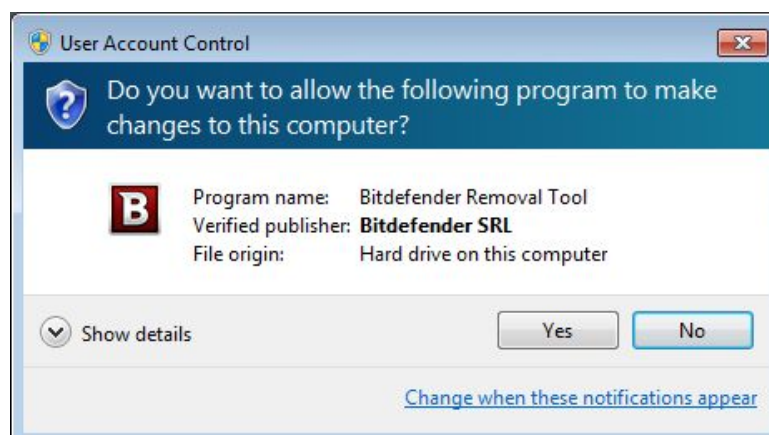 User Account Control
Do you want to allow the following program to make
changes to this computer?
B
Program name: Bitdefender Removal Tool
Verified publisher: Bitdefender SRL
File origin: Hard drive on this computer
Show details
Yes
No
Change when these notifications appear